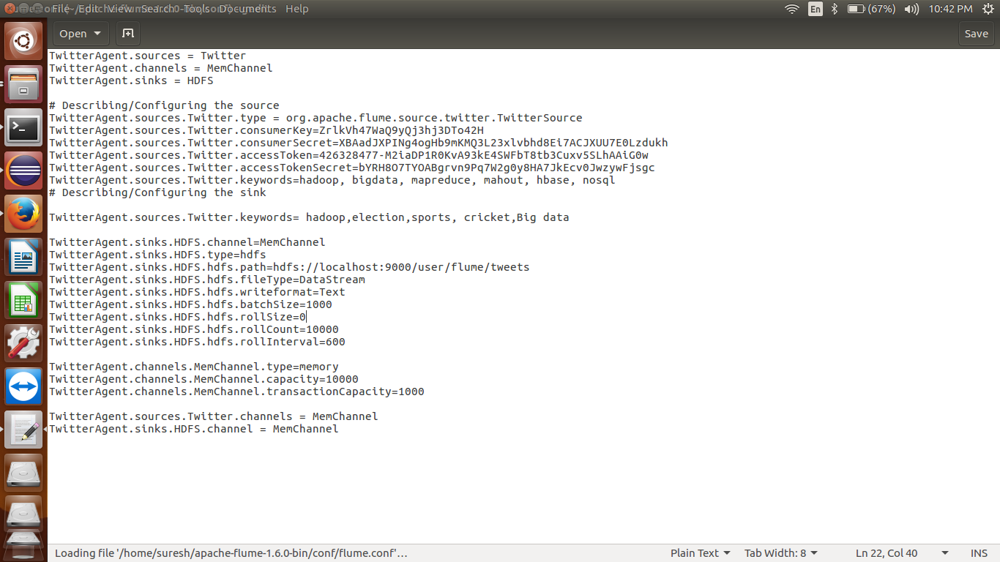 File Edit View Search Tools Documents Help
En
(67%)
10:42 PM
Open
Save
TwitterAgent.sources = Twitter
TwitterAgent.channels = MemChannel
TwitterAgent.sinks = HDFS
# Describing/Configuring the source
TwitterAgent.sources.Twitter.type = org.apache.flume.source.twitter.TwitterSource
TwitterAgent.sources.Twitter.consumerKey=ZrlkVh47WaQ9yQj3hj3DTo42H
TwitterAgent.sources.Twitter.consumerSecret=XBAadJXPINg4ogHb9mKMQ3L23xlvbhd8Ei7ACJXUU7E0Lzdukh
TwitterAgent.sources.Twitter.accessToken=426328477-M2iaDP1R0KvA93kE4SWFbT8tb3Cuxv5SLhAAiG0w
TwitterAgent.sources.Twitter.accessTokenSecret=bYRH8O7TYOABgrvn9Pq7W2g0y8HA7JkEcv0JwzywFjsgc
TwitterAgent.sources.Twitter.keywords=hadoop, bigdata, mapreduce, mahout, hbase, nosql
# Describing/Configuring the sink
TwitterAgent.sources.Twitter.keywords= hadoop,election,sports, cricket,Big data
TwitterAgent.sinks.HDFS.channel=MemChannel
TwitterAgent.sinks.HDFS.type=hdfs
TwitterAgent.sinks.HDFS.hdfs.path=hdfs://localhost:9000/user/flume/tweets
TwitterAgent.sinks.HDFS.hdfs.fileType=DataStream
TwitterAgent.sinks.HDFS.hdfs.writeformat=Text
TwitterAgent.sinks.HDFS.hdfs.batchSize=1000
TwitterAgent.sinks.HDFS.hdfs.rollSize=0
TwitterAgent.sinks.HDFS.hdfs.rollCount=10000
TwitterAgent.sinks.HDFS.hdfs.rollInterval=600
TwitterAgent.channels.MemChannel.type=memory
TwitterAgent.channels.MemChannel.capacity=10000
TwitterAgent.channels.MemChannel.transactionCapacity=1000
TwitterAgent.sources.Twitter.channels = MemChannel
TwitterAgent.sinks.HDFS.channel = MemChannel
Loading file '/home/suresh/apache-flume-1.6.0-bin/conf/flume.conf'…
Plain Text
Tab Width: 8
Ln 22, Col 40
INS